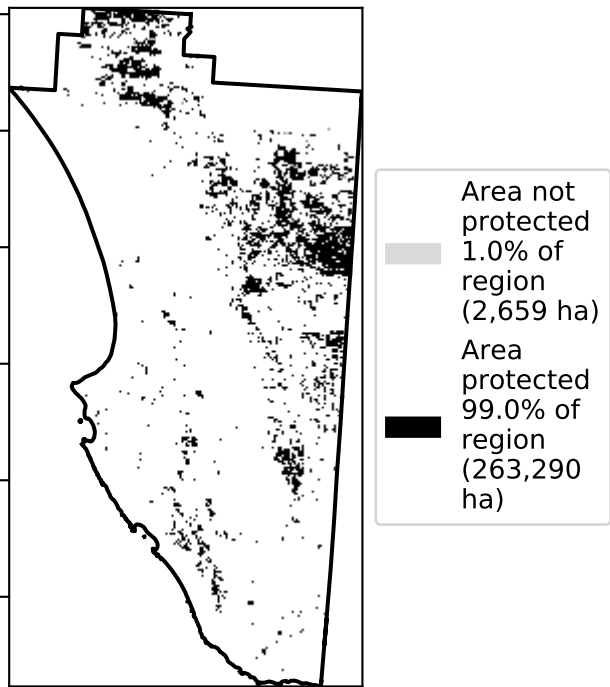 Area not
protected
1.0% of
region
(2,659 ha)
Area
protected
99.0% of
region
(263,290
ha)